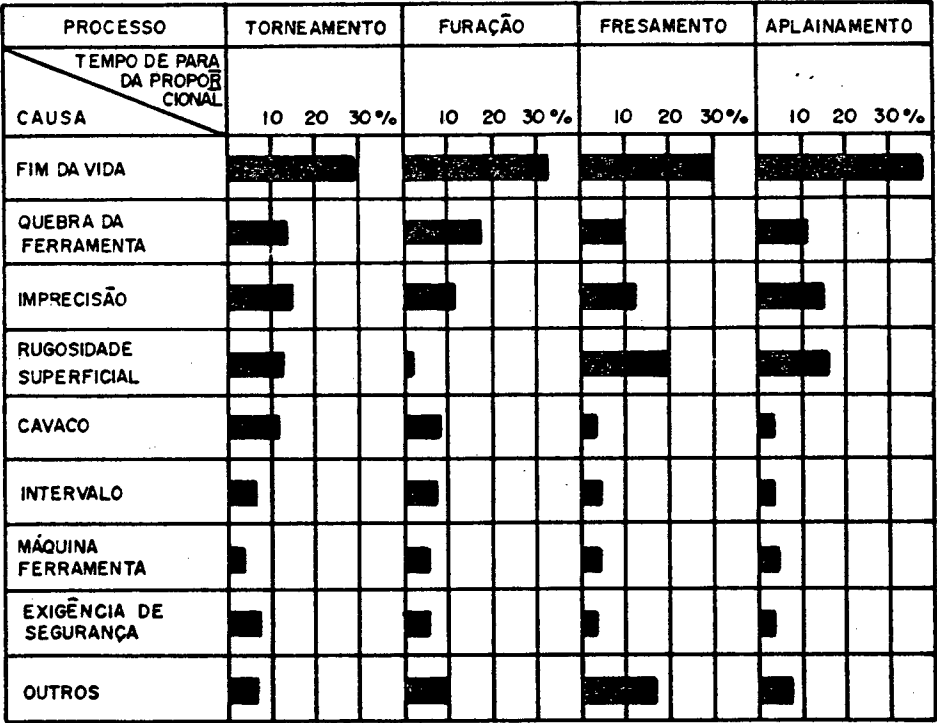 PROCESSO TORNEAMENTO FURAÇÃO FRESAMENTO APLAINAMENTO
TEMPO DE PARA
DA PROPOR
CIONAL
CAUSA 10 20 30% 10 20 30% 10 20 30% 10 20 30%
FIM DA VIDA
QUEBRA DA
FERRAMENTA
IMPRECISÃO
RUGOSIDADE
SUPERFICIAL
CAVACO
INTERVALO
MÁQUINA
FERRAMENTA
EXIGÊNCIA DE
SEGURANÇA
OUTROS